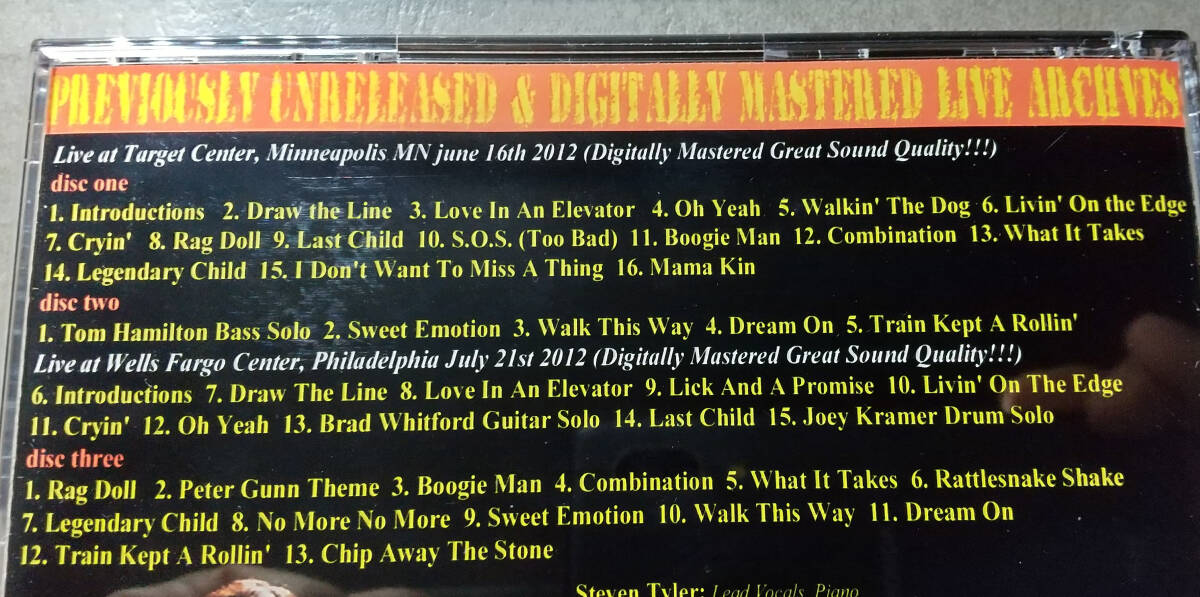 PREVIOUSLY UNRELEASED & DIGITALLY MASTERED LIVE ARCHVES
Live at Target Center, Minneapolis MN june 16th 2012 (Digitally Mastered Great Sound Quality!!!)
disc one
1. Introductions 2. Draw the Line 3. Love In An Elevator 4. Oh Yeah 5. Walkin' The Dog 6. Livin' On the Edge
7. Cryin' 8. Rag Doll 9. Last Child 10. S.O.S. (Too Bad) 11. Boogie Man 12. Combination 13. What It Takes
14. Legendary Child 15. I Don't Want To Miss A Thing 16. Mama Kin
disc two
1. Tom Hamilton Bass Solo 2. Sweet Emotion 3. Walk This Way 4. Dream On 5. Train Kept A Rollin'
Live at Wells Fargo Center, Philadelphia July 21st 2012 (Digitally Mastered Great Sound Quality!!!)
6. Introductions 7. Draw The Line 8. Love In An Elevator 9. Lick And A Promise 10. Livin' On The Edge
11. Cryin' 12. Oh Yeah 13. Brad Whitford Guitar Solo 14. Last Child 15. Joey Kramer Drum Solo
disc three
1. Rag Doll 2. Peter Gunn Theme 3. Boogie Man 4. Combination 5. What It Takes 6. Rattlesnake Shake
7. Legendary Child 8. No More No More 9. Sweet Emotion 10. Walk This Way 11. Dream On
12. Train Kept A Rollin' 13. Chip Away The Stone
Steven Tyler: Lead Vocals, Piano